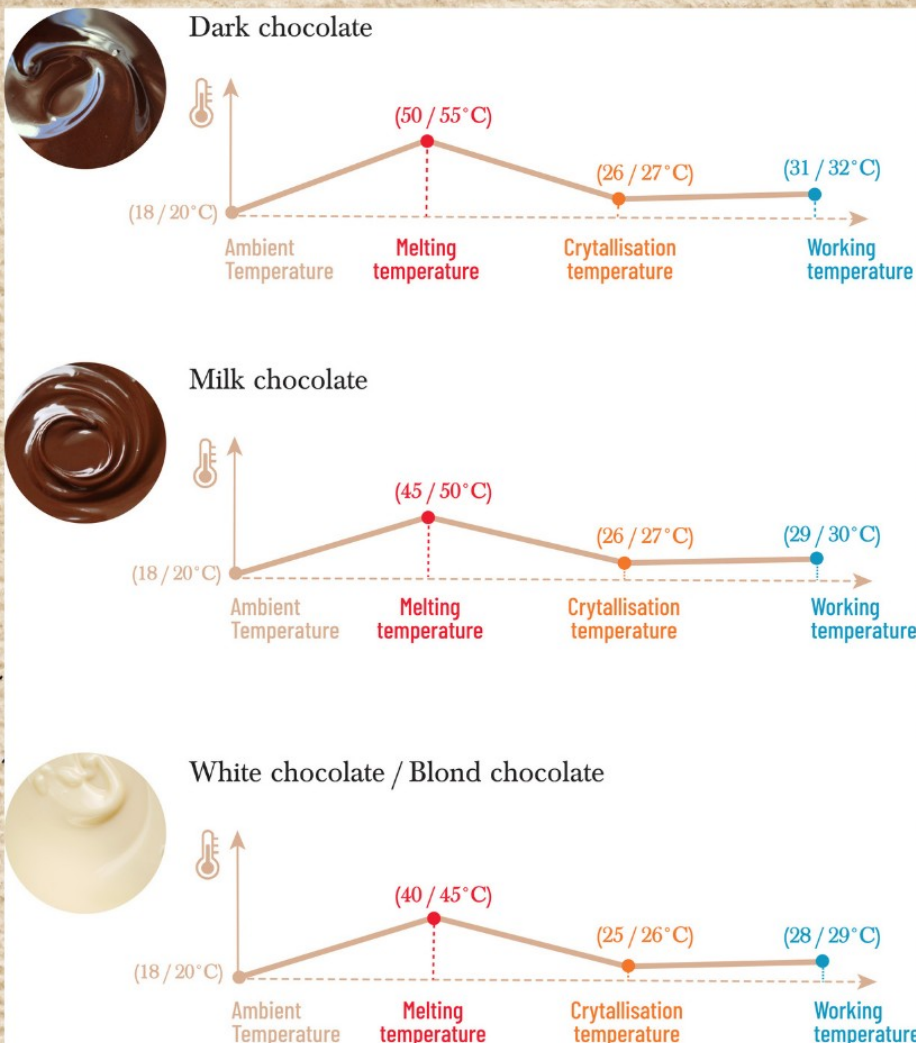 Dark chocolate
(50 / 55°C)
(26 / 27°C)
(31 / 32°C)
(18 / 20°C)
Ambient
Temperature
Melting
temperature
Crytallisation
temperature
Working
temperature
Milk chocolate
(45 / 50°C)
(26 / 27°C)
(29 / 30°C)
(18 / 20°C)
Ambient
Temperature
Melting
temperature
Crytallisation
temperature
Working
temperature
White chocolate / Blond chocolate
(40 / 45°C)
(25 / 26°C)
(28 / 29°C)
(18 / 20°C)
Ambient
Temperature
Melting
temperature
Crytallisation
temperature
Working
temperature